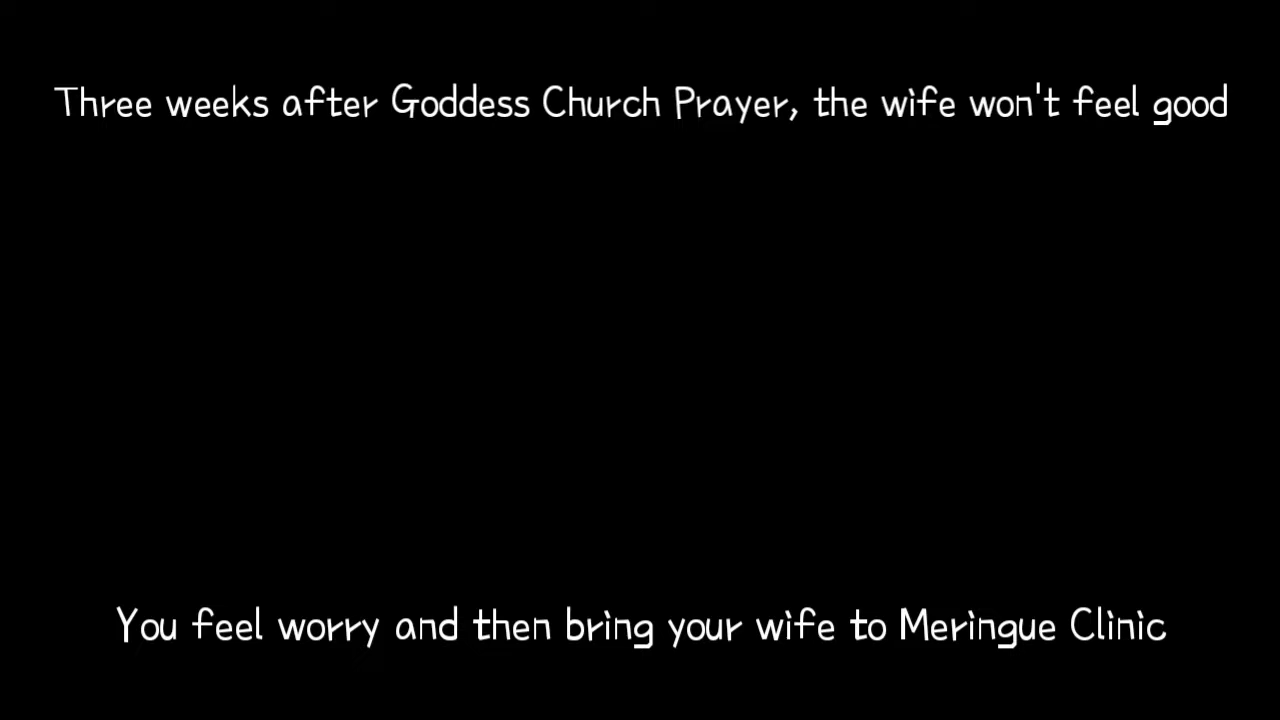 Three weeks after Goddess Church Prayer, the wife won't feel good
You feel worry and then bring your wife to Meringue Clinic